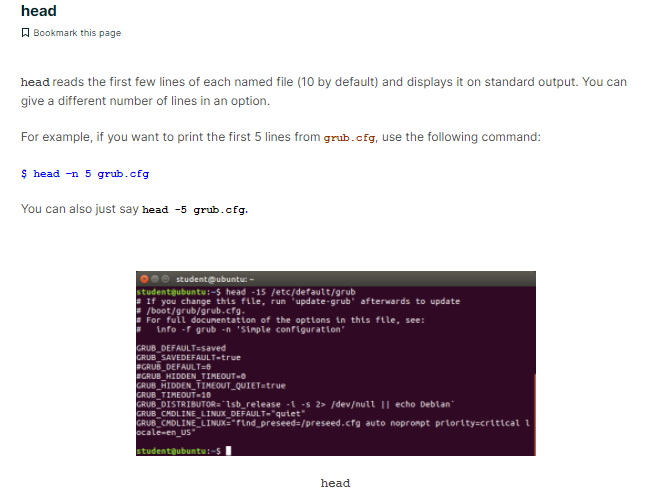 head
Bookmark this page
head reads the first few lines of each named file (10 by default) and displays it on standard output. You can
give a different number of lines in an option.
For example, if you want to print the first 5 lines from grub.cfg, use the following command:
$ head -n 5 grub.cfg
You can also just say head -5 grub.cfg.
student@ubuntu: ~
student@ubuntu:~$ head -15 /etc/default/grub
# If you change this file, run 'update-grub' afterwards to update
# /boot/grub/grub.cfg.
# For full documentation of the options in this file, see:
#   info -f grub -n 'Simple configuration'
GRUB_DEFAULT=saved
GRUB_SAVEDEFAULT=true
#GRUB_DEFAULT=0
#GRUB_HIDDEN_TIMEOUT=0
GRUB_HIDDEN_TIMEOUT_QUIET=true
GRUB_TIMEOUT=10
GRUB_DISTRIBUTOR=`lsb_release -i -s 2> /dev/null || echo Debian`
GRUB_CMDLINE_LINUX_DEFAULT="quiet"
GRUB_CMDLINE_LINUX="find_preseed=/preseed.cfg auto noprompt priority=critical l
ocale=en_US"
student@ubuntu:~$
head